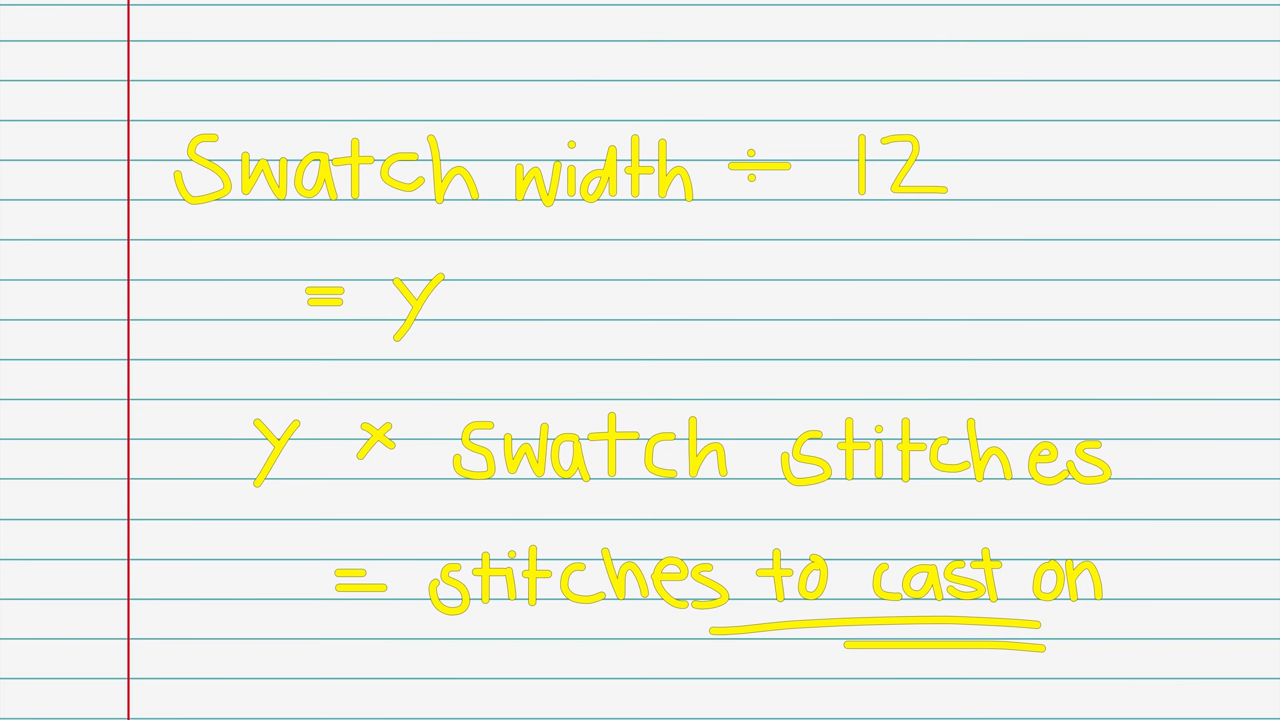 Swatch width ÷ 12
= y
y × swatch stitches
= stitches to cast on